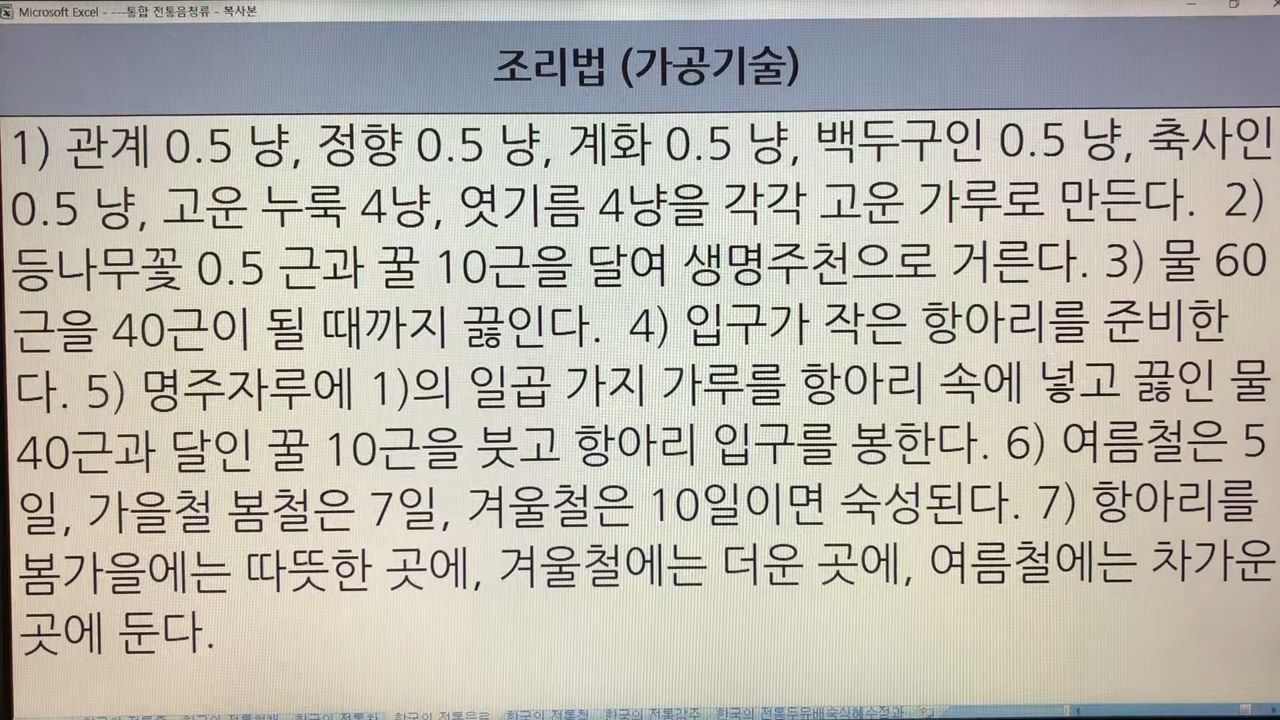 Microsoft Excel - ---통합 전통음청류 - 복사본
조리법 (가공기술)
1) 관계 0.5 냥, 정향 0.5 냥, 계화 0.5 냥, 백두구인 0.5 냥, 축사인
0.5 냥, 고운 누룩 4냥, 엿기름 4냥을 각각 고운 가루로 만든다. 2)
등나무꽃 0.5 근과 꿀 10근을 달여 생명주천으로 거른다. 3) 물 60
근을 40근이 될 때까지 끓인다. 4) 입구가 작은 항아리를 준비한
다. 5) 명주자루에 1)의 일곱 가지 가루를 항아리 속에 넣고 끓인 물
40근과 달인 꿀 10근을 붓고 항아리 입구를 봉한다. 6) 여름철은 5
일, 가을철 봄철은 7일, 겨울철은 10일이면 숙성된다. 7) 항아리를
봄가을에는 따뜻한 곳에, 겨울철에는 더운 곳에, 여름철에는 차가운
곳에 둔다.